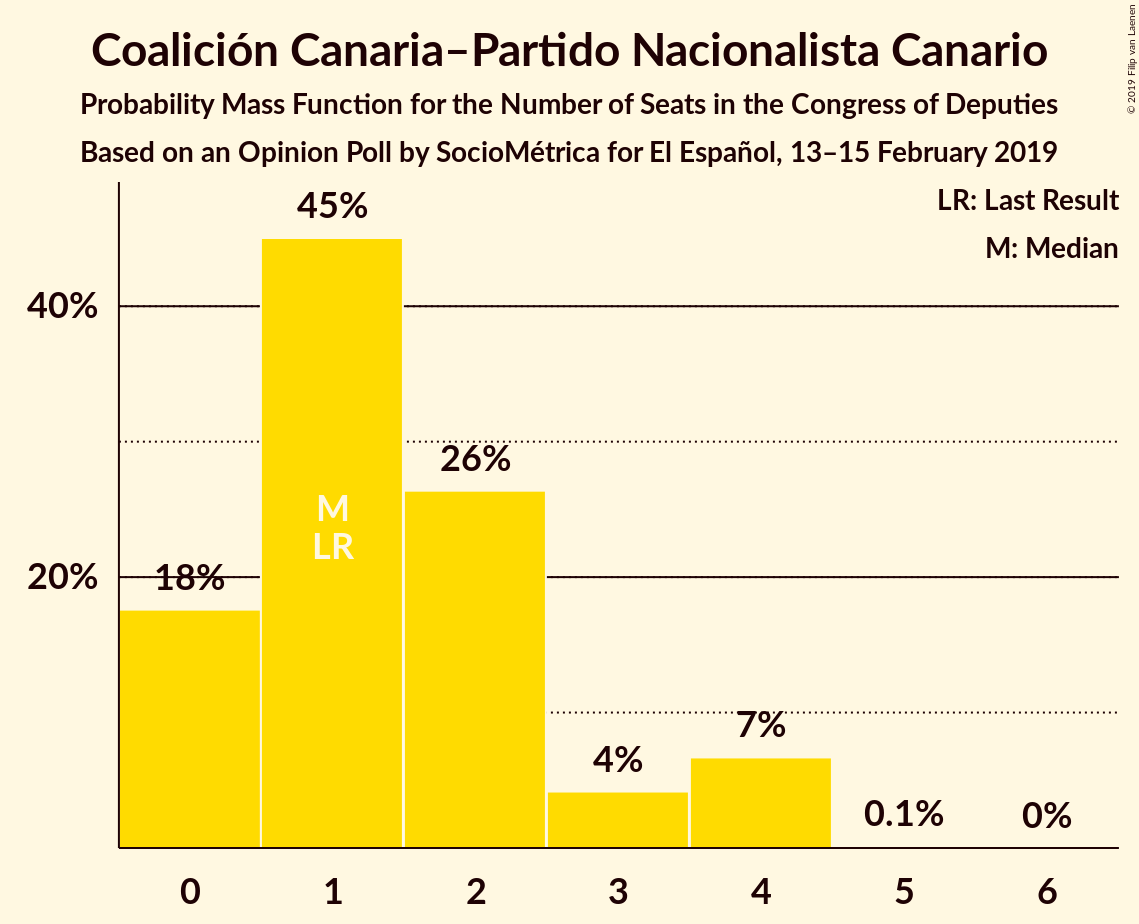 Coalición Canaria–Partido Nacionalista Canario
Probability Mass Function for the Number of Seats in the Congress of Deputies
Based on an Opinion Poll by SocioMétrica for El Español, 13–15 February 2019
© 2019 Filip van Laenen
LR: Last Result
M: Median
45%
40%
26%
M
LR
20%
18%
7%
4%
0.1%
0%
0 1 2 3 4 5 6